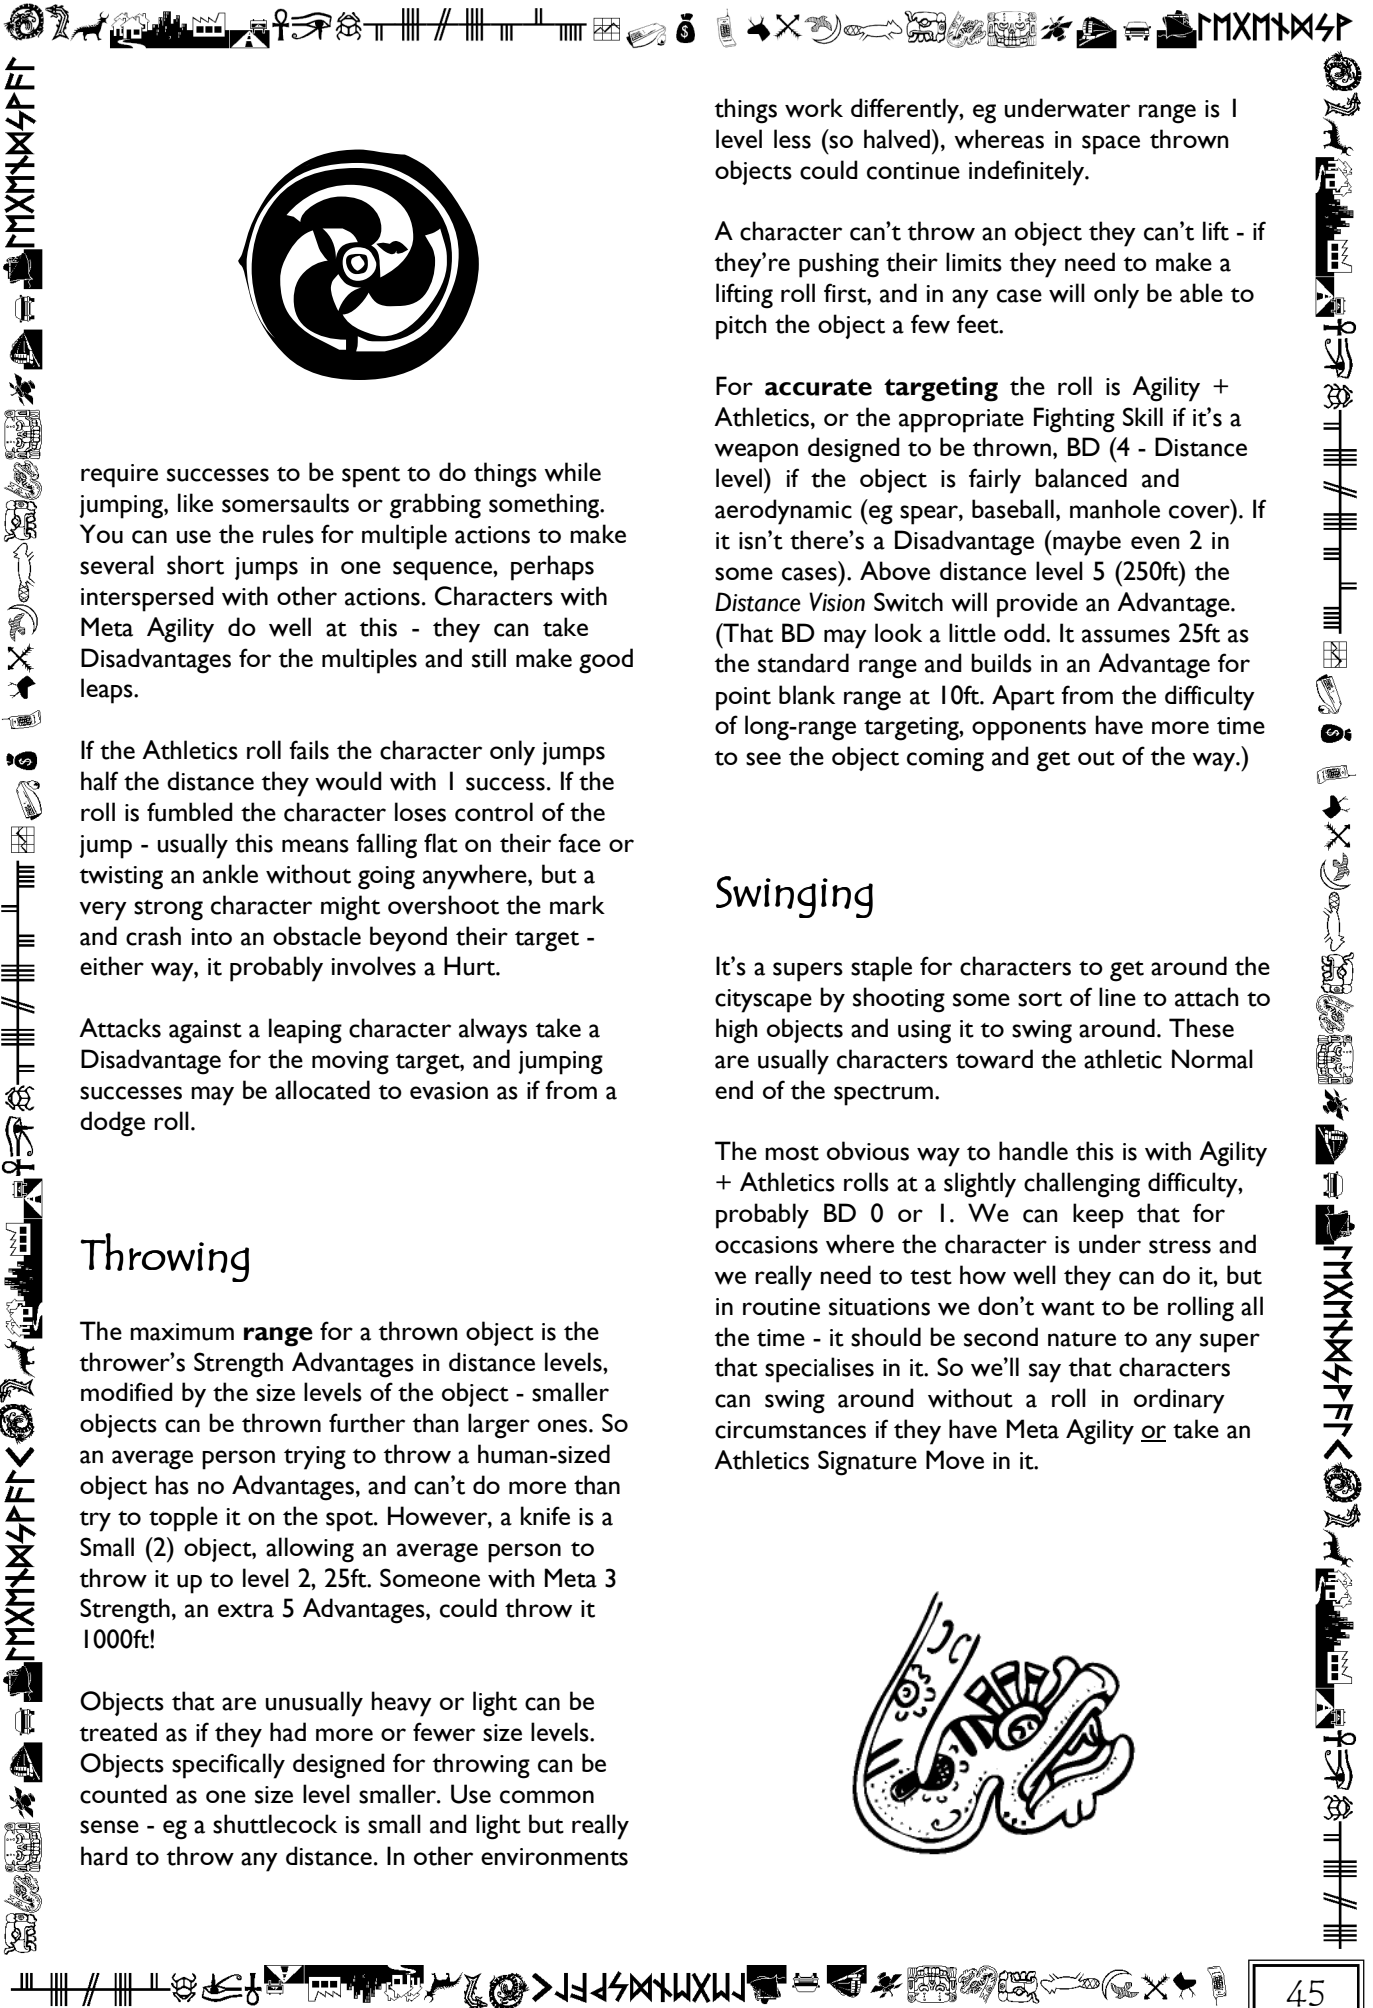 require successes to be spent to do things while
jumping, like somersaults or grabbing something.
You can use the rules for multiple actions to make
several short jumps in one sequence, perhaps
interspersed with other actions. Characters with
Meta Agility do well at this - they can take
Disadvantages for the multiples and still make good
leaps.
If the Athletics roll fails the character only jumps
half the distance they would with 1 success. If the
roll is fumbled the character loses control of the
jump - usually this means falling flat on their face or
twisting an ankle without going anywhere, but a
very strong character might overshoot the mark
and crash into an obstacle beyond their target -
either way, it probably involves a Hurt.
Attacks against a leaping character always take a
Disadvantage for the moving target, and jumping
successes may be allocated to evasion as if from a
dodge roll.
Throwing
The maximum range for a thrown object is the
thrower’s Strength Advantages in distance levels,
modified by the size levels of the object - smaller
objects can be thrown further than larger ones. So
an average person trying to throw a human-sized
object has no Advantages, and can’t do more than
try to topple it on the spot. However, a knife is a
Small (2) object, allowing an average person to
throw it up to level 2, 25ft. Someone with Meta 3
Strength, an extra 5 Advantages, could throw it
1000ft!
Objects that are unusually heavy or light can be
treated as if they had more or fewer size levels.
Objects specifically designed for throwing can be
counted as one size level smaller. Use common
sense - eg a shuttlecock is small and light but really
hard to throw any distance. In other environments
things work differently, eg underwater range is 1
level less (so halved), whereas in space thrown
objects could continue indefinitely.
A character can’t throw an object they can’t lift - if
they’re pushing their limits they need to make a
lifting roll first, and in any case will only be able to
pitch the object a few feet.
For accurate targeting the roll is Agility +
Athletics, or the appropriate Fighting Skill if it’s a
weapon designed to be thrown, BD (4 - Distance
level) if the object is fairly balanced and
aerodynamic (eg spear, baseball, manhole cover). If
it isn’t there’s a Disadvantage (maybe even 2 in
some cases). Above distance level 5 (250ft) the
Distance Vision Switch will provide an Advantage.
(That BD may look a little odd. It assumes 25ft as
the standard range and builds in an Advantage for
point blank range at 10ft. Apart from the difficulty
of long-range targeting, opponents have more time
to see the object coming and get out of the way.)
Swinging
It’s a supers staple for characters to get around the
cityscape by shooting some sort of line to attach to
high objects and using it to swing around. These
are usually characters toward the athletic Normal
end of the spectrum.
The most obvious way to handle this is with Agility
+ Athletics rolls at a slightly challenging difficulty,
probably BD 0 or 1. We can keep that for
occasions where the character is under stress and
we really need to test how well they can do it, but
in routine situations we don’t want to be rolling all
the time - it should be second nature to any super
that specialises in it. So we’ll say that characters
can swing around without a roll in ordinary
circumstances if they have Meta Agility or take an
Athletics Signature Move in it.
45